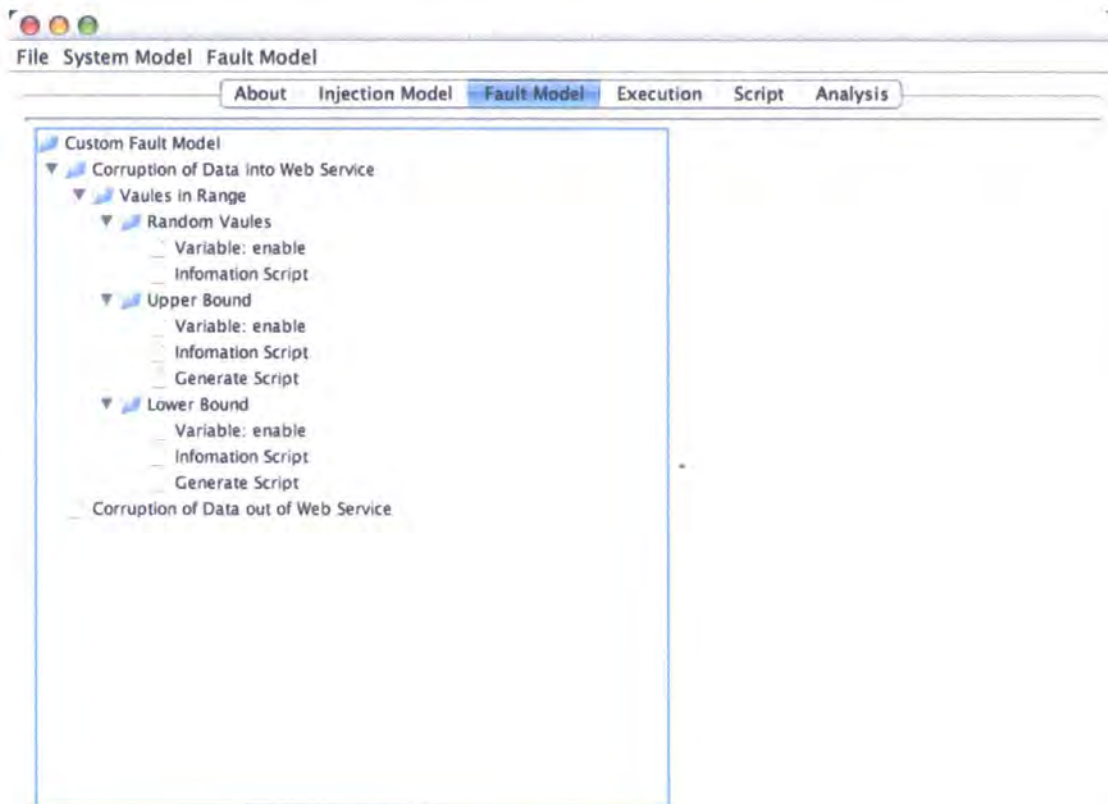 File System Model Fault Model
About Injection Model Fault Model Execution Script Analysis
Custom Fault Model
Corruption of Data into Web Service
Vaules in Range
Random Vaules
Variable: enable
Infomation Script
Upper Bound
Variable: enable
Infomation Script
Generate Script
Lower Bound
Variable: enable
Infomation Script
Generate Script
Corruption of Data out of Web Service